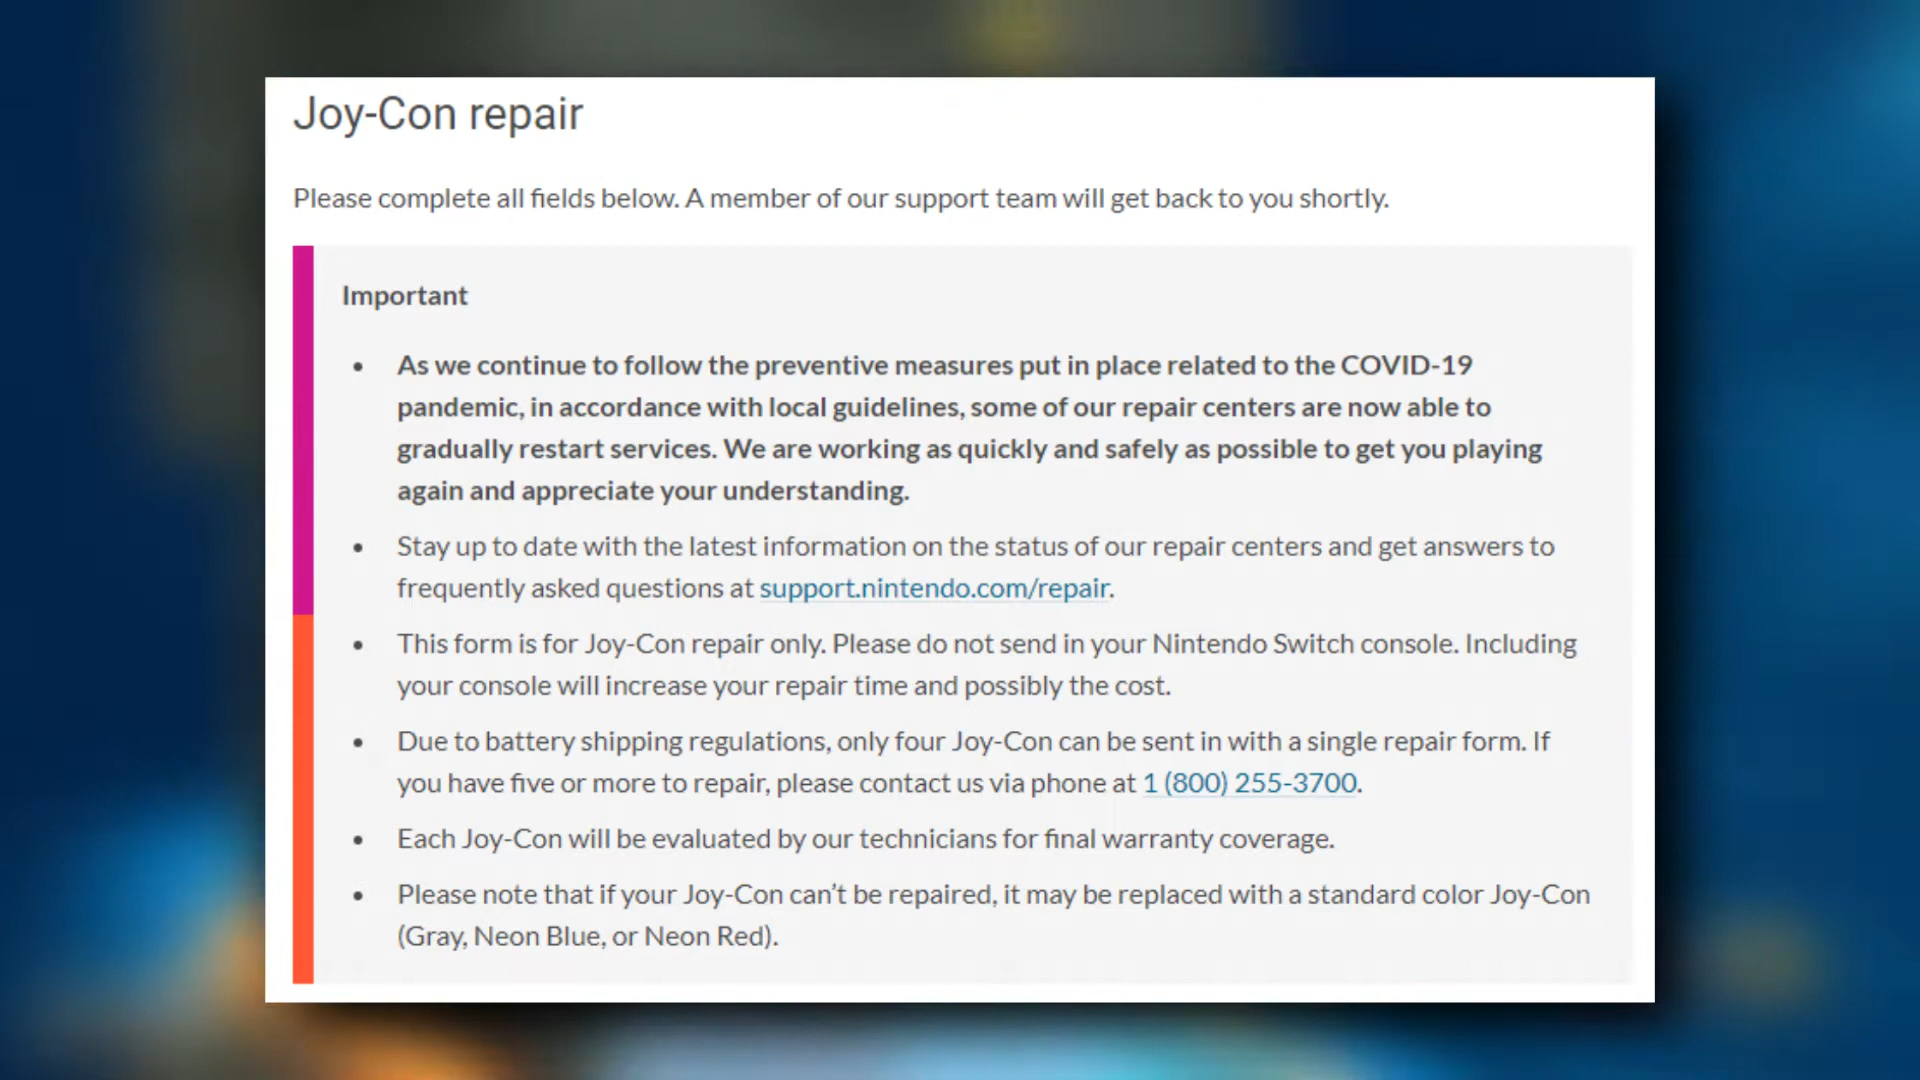 Joy-Con repair
Please complete all fields below. A member of our support team will get back to you shortly.
Important
• As we continue to follow the preventive measures put in place related to the COVID-19
pandemic, in accordance with local guidelines, some of our repair centers are now able to
gradually restart services. We are working as quickly and safely as possible to get you playing
again and appreciate your understanding.
• Stay up to date with the latest information on the status of our repair centers and get answers to
frequently asked questions at support.nintendo.com/repair.
• This form is for Joy-Con repair only. Please do not send in your Nintendo Switch console. Including
your console will increase your repair time and possibly the cost.
• Due to battery shipping regulations, only four Joy-Con can be sent in with a single repair form. If
you have five or more to repair, please contact us via phone at 1 (800) 255-3700.
• Each Joy-Con will be evaluated by our technicians for final warranty coverage.
• Please note that if your Joy-Con can’t be repaired, it may be replaced with a standard color Joy-Con
(Gray, Neon Blue, or Neon Red).